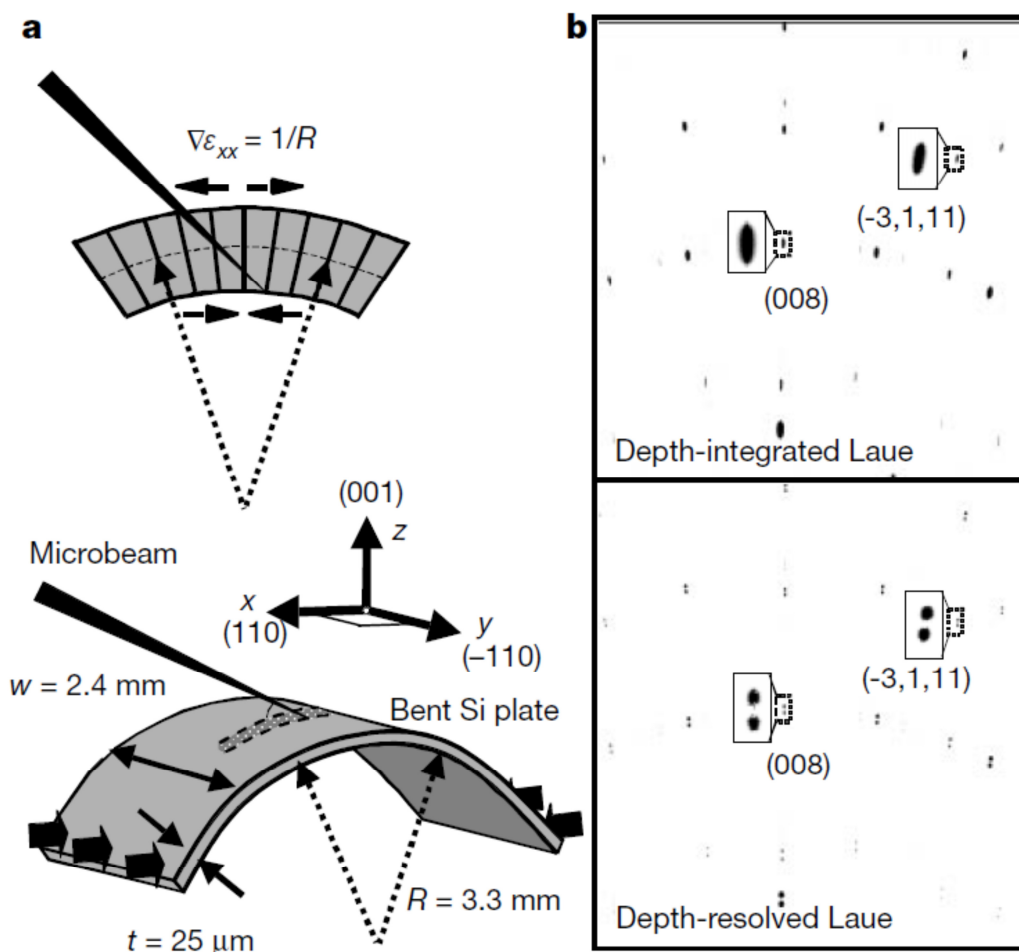 a
∇ε_xx = 1/R
(001)
z
Microbeam
x
(110)
y
(–110)
w = 2.4 mm
Bent Si plate
R = 3.3 mm
t = 25 μm
b
(-3,1,11)
(008)
Depth-integrated Laue
(-3,1,11)
(008)
Depth-resolved Laue